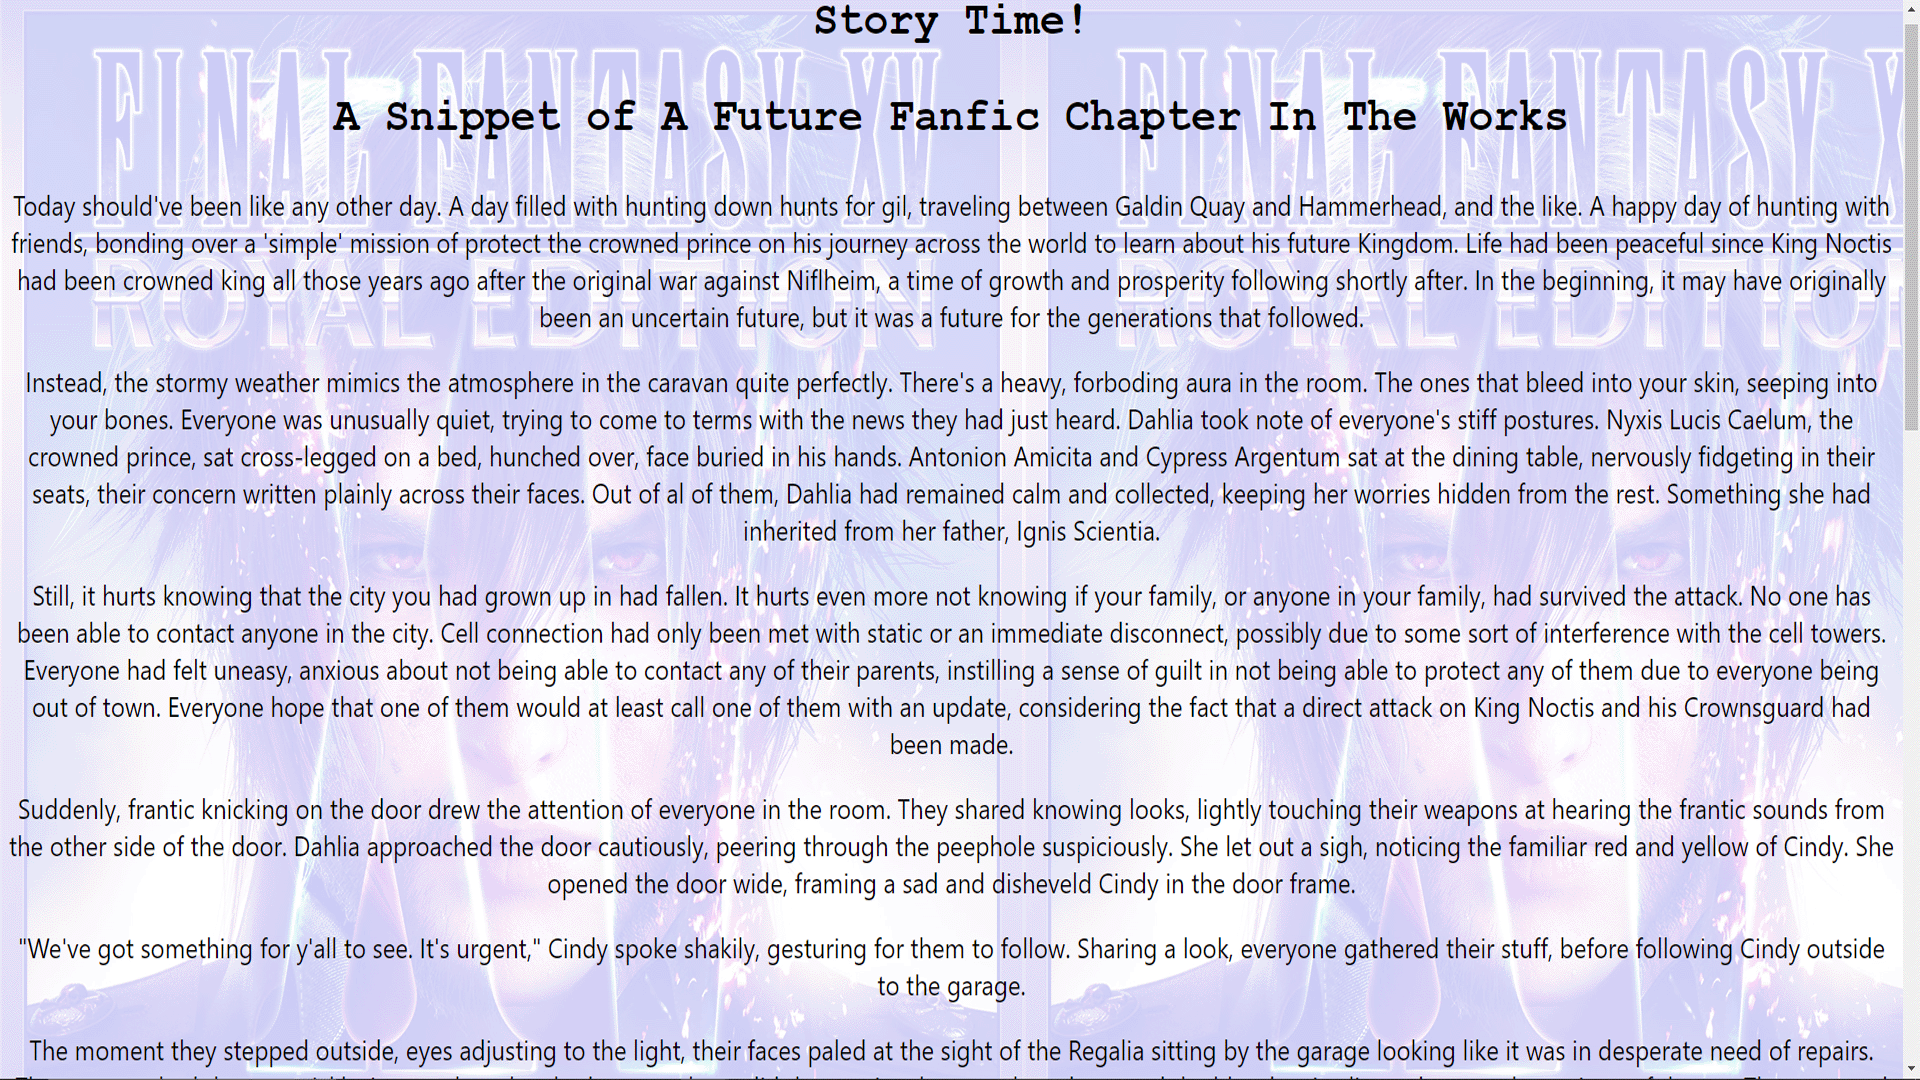 Story Time!
A Snippet of A Future Fanfic Chapter In The Works
FINAL FANTASY XV
ROYAL EDITION
FINAL FANTASY X
ROYAL EDITION
Today should've been like any other day. A day filled with hunting down hunts for gil, traveling between Galdin Quay and Hammerhead, and the like. A happy day of hunting with
friends, bonding over a 'simple' mission of protect the crowned prince on his journey across the world to learn about his future Kingdom. Life had been peaceful since King Noctis
had been crowned king all those years ago after the original war against Niflheim, a time of growth and prosperity following shortly after. In the beginning, it may have originally
been an uncertain future, but it was a future for the generations that followed.
Instead, the stormy weather mimics the atmosphere in the caravan quite perfectly. There's a heavy, forboding aura in the room. The ones that bleed into your skin, seeping into
your bones. Everyone was unusually quiet, trying to come to terms with the news they had just heard. Dahlia took note of everyone's stiff postures. Nyxis Lucis Caelum, the
crowned prince, sat cross-legged on a bed, hunched over, face buried in his hands. Antonion Amicita and Cypress Argentum sat at the dining table, nervously fidgeting in their
seats, their concern written plainly across their faces. Out of al of them, Dahlia had remained calm and collected, keeping her worries hidden from the rest. Something she had
inherited from her father, Ignis Scientia.
Still, it hurts knowing that the city you had grown up in had fallen. It hurts even more not knowing if your family, or anyone in your family, had survived the attack. No one has
been able to contact anyone in the city. Cell connection had only been met with static or an immediate disconnect, possibly due to some sort of interference with the cell towers.
Everyone had felt uneasy, anxious about not being able to contact any of their parents, instilling a sense of guilt in not being able to protect any of them due to everyone being
out of town. Everyone hope that one of them would at least call one of them with an update, considering the fact that a direct attack on King Noctis and his Crownsguard had
been made.
Suddenly, frantic knicking on the door drew the attention of everyone in the room. They shared knowing looks, lightly touching their weapons at hearing the frantic sounds from
the other side of the door. Dahlia approached the door cautiously, peering through the peephole suspiciously. She let out a sigh, noticing the familiar red and yellow of Cindy. She
opened the door wide, framing a sad and disheveld Cindy in the door frame.
"We've got something for y'all to see. It's urgent," Cindy spoke shakily, gesturing for them to follow. Sharing a look, everyone gathered their stuff, before following Cindy outside
to the garage.
The moment they stepped outside, eyes adjusting to the light, their faces paled at the sight of the Regalia sitting by the garage looking like it was in desperate need of repairs.